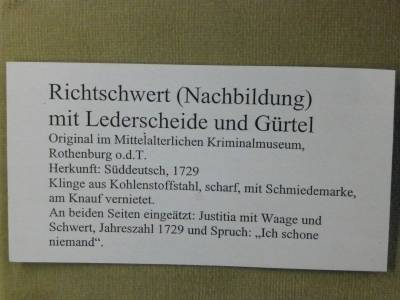 Richtschwert (Nachbildung)
mit Lederscheide und Gürtel
Original im Mittelalterlichen Kriminalmuseum,
Rothenburg o.d.T.
Herkunft: Süddeutsch, 1729
Klinge aus Kohlenstoffstahl, scharf, mit Schmiedemarke,
am Knauf vernietet.
An beiden Seiten eingeätzt: Justitia mit Waage und
Schwert, Jahreszahl 1729 und Spruch: „Ich schone
niemand“.